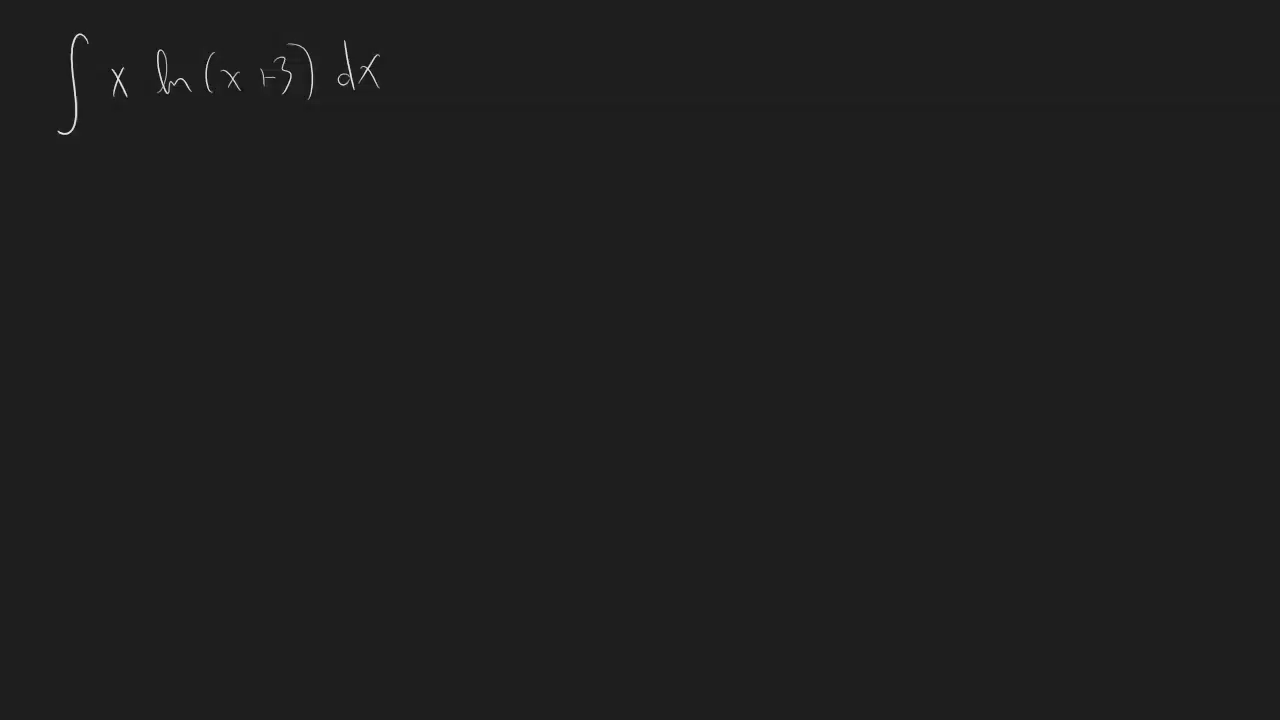 ∫ x ln(x+3) dx